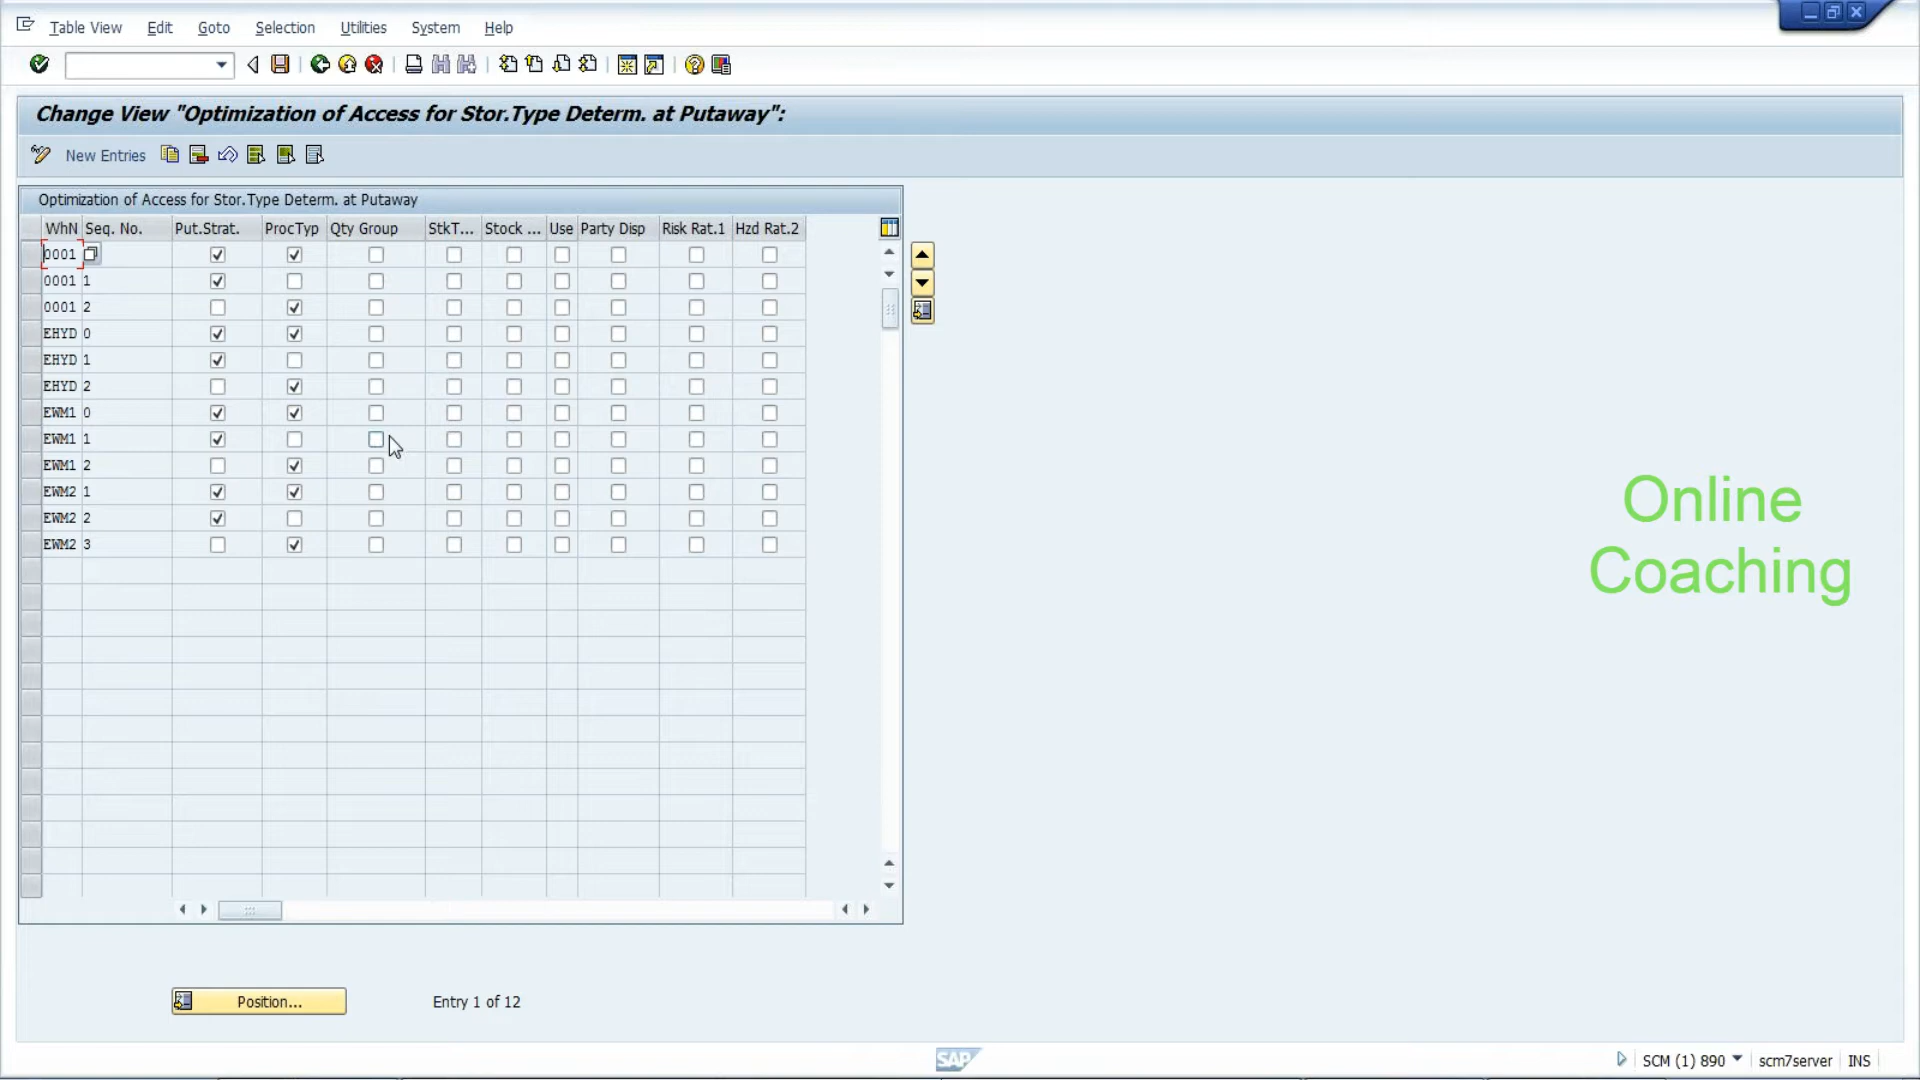 Table View Edit Goto Selection Utilities System Help
Change View "Optimization of Access for Stor.Type Determ. at Putaway":
New Entries
Optimization of Access for Stor.Type Determ. at Putaway
WhN Seq. No. Put.Strat. ProcTyp Qty Group StkT... Stock ... Use Party Disp Risk Rat.1 Hzd Rat.2
0001
0001 1
0001 2
EHYD 0
EHYD 1
EHYD 2
EWM1 0
EWM1 1
EWM1 2
EWM2 1
EWM2 2
EWM2 3
Online
Coaching
Position... Entry 1 of 12
SAP SCM (1) 890 scm7server INS